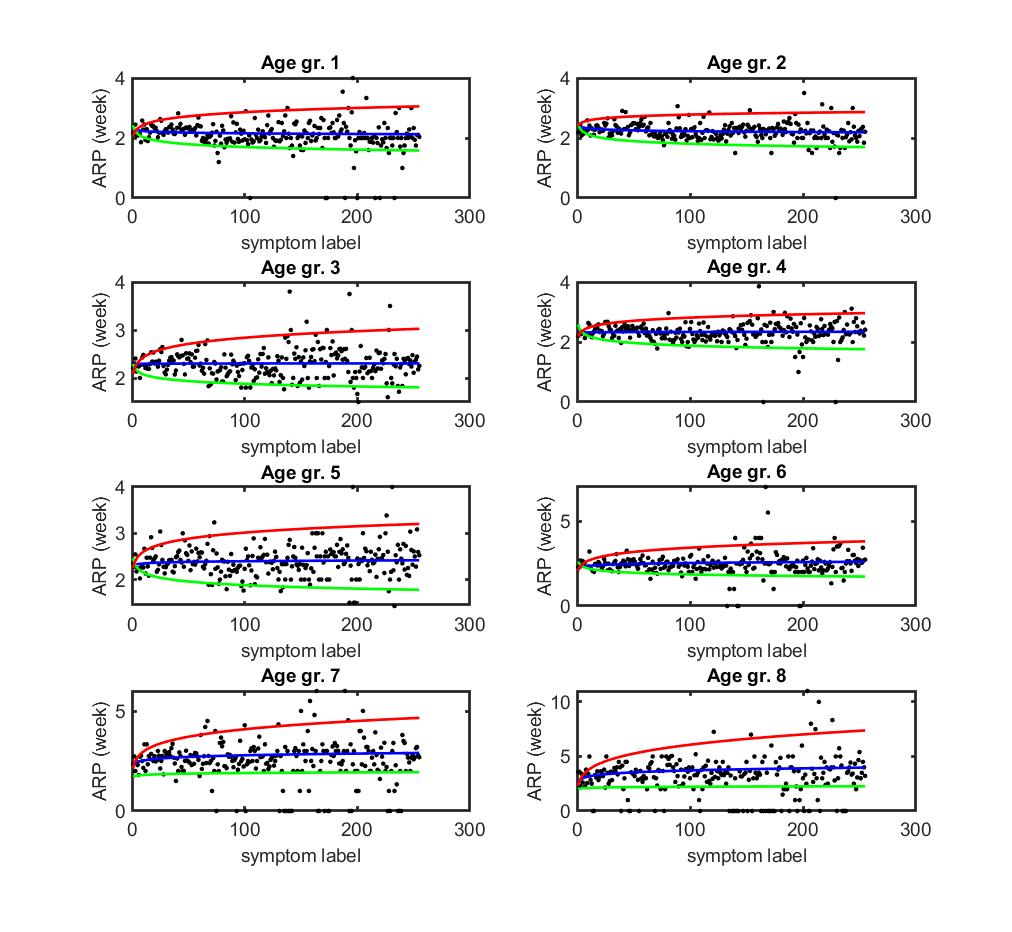 Age gr. 1
4
2
0
ARP (week)
0 100 200 300
symptom label
Age gr. 2
4
2
0
ARP (week)
0 100 200 300
symptom label
Age gr. 3
4
3
2
ARP (week)
0 100 200 300
symptom label
Age gr. 4
4
2
0
ARP (week)
0 100 200 300
symptom label
Age gr. 5
4
3
2
ARP (week)
0 100 200 300
symptom label
Age gr. 6
5
0
ARP (week)
0 100 200 300
symptom label
Age gr. 7
5
0
ARP (week)
0 100 200 300
symptom label
Age gr. 8
10
5
0
ARP (week)
0 100 200 300
symptom label